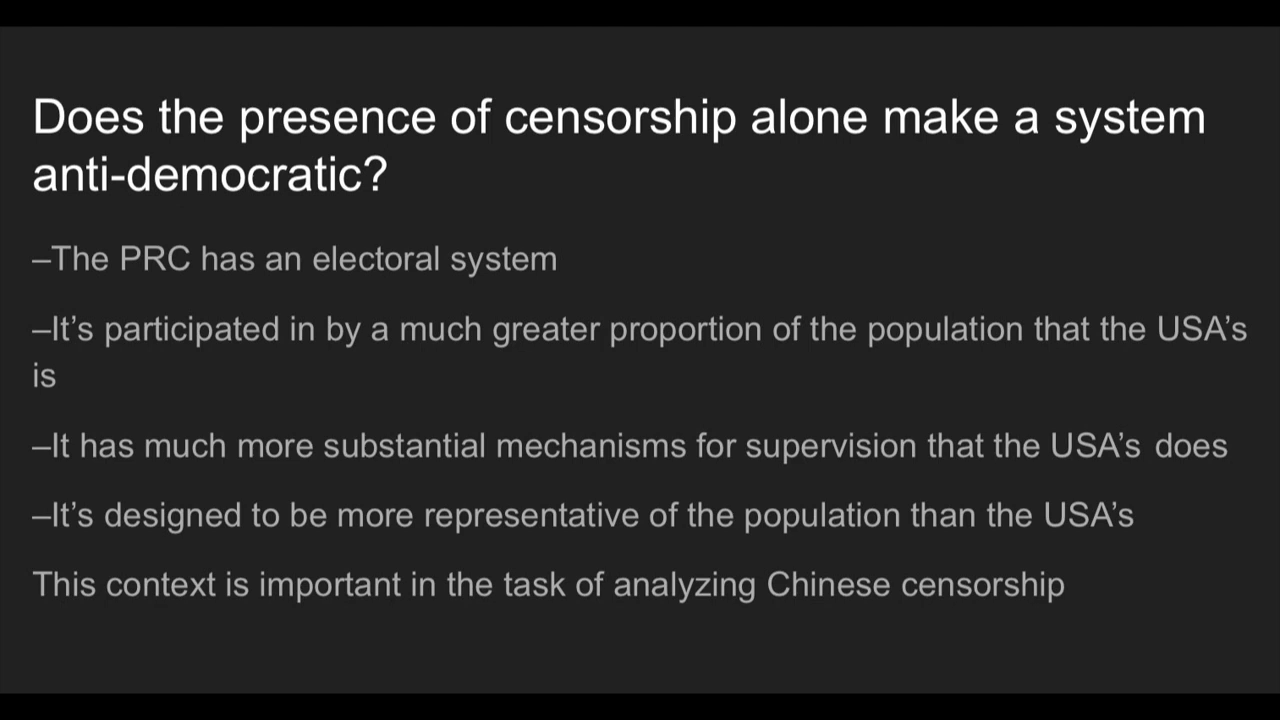 Does the presence of censorship alone make a system
anti-democratic?
–The PRC has an electoral system
–It’s participated in by a much greater proportion of the population that the USA’s
is
–It has much more substantial mechanisms for supervision that the USA’s does
–It’s designed to be more representative of the population than the USA’s
This context is important in the task of analyzing Chinese censorship